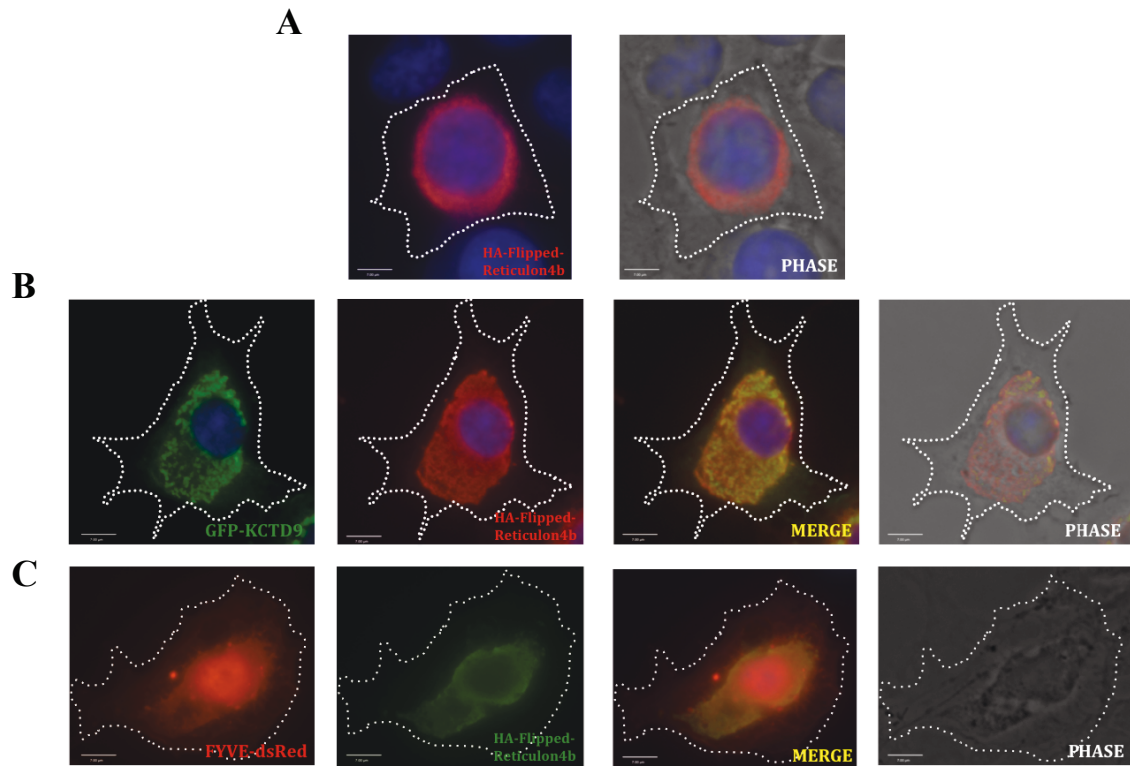 A
HA-Flipped-
Reticulon4b
PHASE
B
GFP-KCTD9
HA-Flipped-
Reticulon4b
MERGE
PHASE
C
FYVE-dsRed
HA-Flipped-
Reticulon4b
MERGE
PHASE